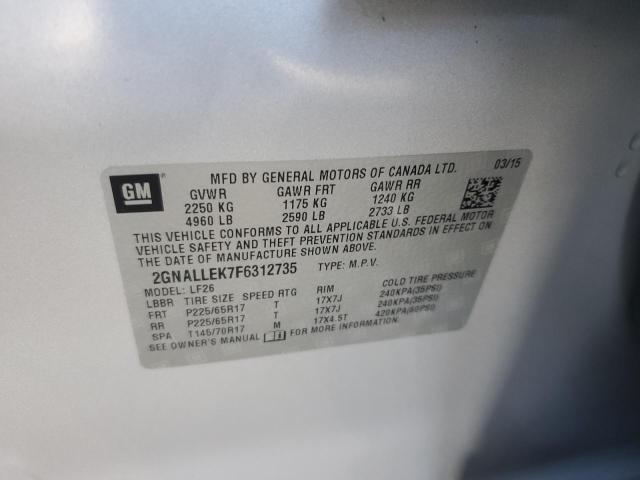 GM
MFD BY GENERAL MOTORS OF CANADA LTD. 03/15
GVWR GAWR FRT GAWR RR
2250 KG 1175 KG 1240 KG
4960 LB 2590 LB 2733 LB
THIS VEHICLE CONFORMS TO ALL APPLICABLE U.S. FEDERAL MOTOR
VEHICLE SAFETY AND THEFT PREVENTION STANDARDS IN EFFECT ON
THE DATE OF MANUFACTURE SHOWN ABOVE.
2GNALLEK7F6312735 TYPE: M.P.V.
MODEL: LF26
LBBR TIRE SIZE SPEED RTG RIM COLD TIRE PRESSURE
FRT P225/65R17 T 17X7J 240KPA(35PSI)
RR P225/65R17 T 17X7J 240KPA(35PSI)
SPA T145/70R17 M 17X4.5T 420KPA(60PSI)
SEE OWNER'S MANUAL FOR MORE INFORMATION.